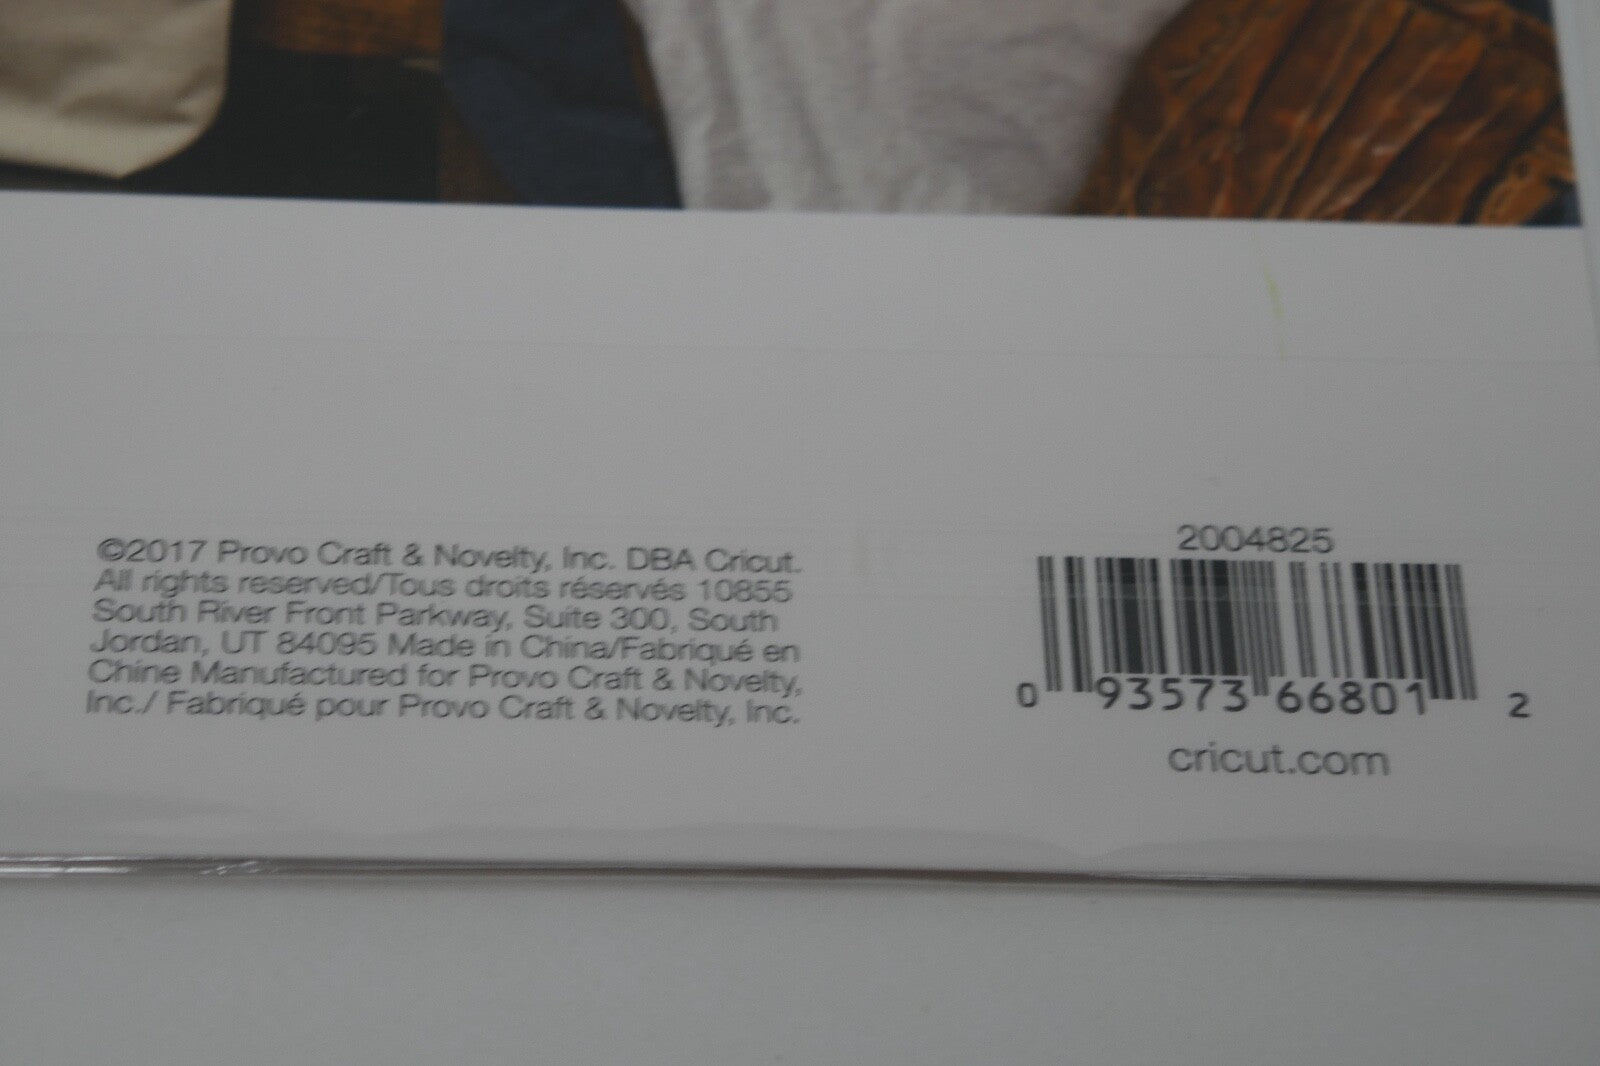 ©2017 Provo Craft & Novelty, Inc. DBA Cricut.
All rights reserved/Tous droits réservés 10855
South River Front Parkway, Suite 300, South
Jordan, UT 84095 Made in China/Fabriqué en
Chine Manufactured for Provo Craft & Novelty,
Inc./ Fabriqué pour Provo Craft & Novelty, Inc.
2004825
0 93573 66801 2
cricut.com